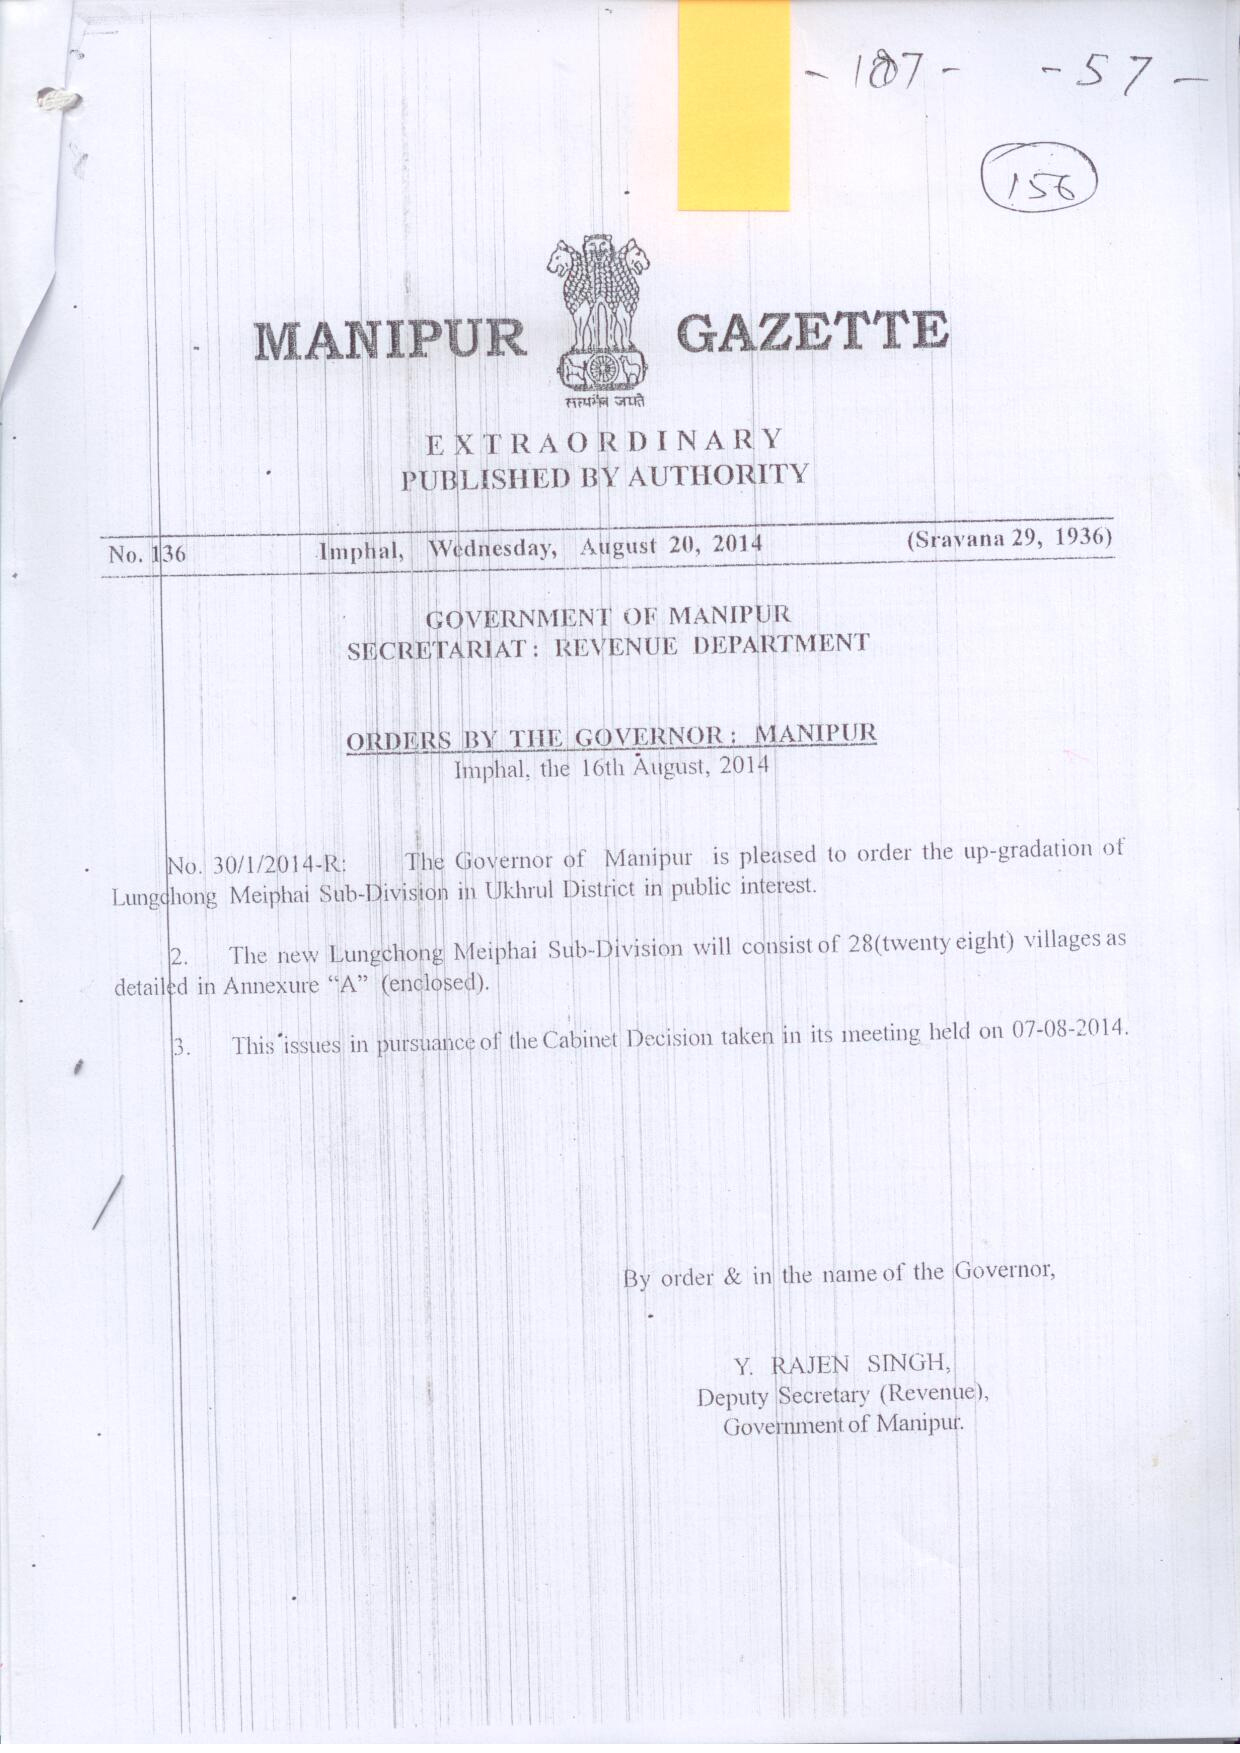 - 107 -   - 57 -
156
MANIPUR GAZETTE
सत्यमेव जयते
EXTRAORDINARY
PUBLISHED BY AUTHORITY
No. 136 Imphal, Wednesday, August 20, 2014 (Sravana 29, 1936)
GOVERNMENT OF MANIPUR
SECRETARIAT : REVENUE DEPARTMENT
ORDERS BY THE GOVERNOR : MANIPUR
Imphal, the 16th August, 2014
No. 30/1/2014-R: The Governor of Manipur is pleased to order the up-gradation of
Lungchong Meiphai Sub-Division in Ukhrul District in public interest.
2. The new Lungchong Meiphai Sub-Division will consist of 28(twenty eight) villages as
detailed in Annexure “A” (enclosed).
3. This issues in pursuance of the Cabinet Decision taken in its meeting held on 07-08-2014.
By order & in the name of the Governor,
Y. RAJEN SINGH,
Deputy Secretary (Revenue),
Government of Manipur.